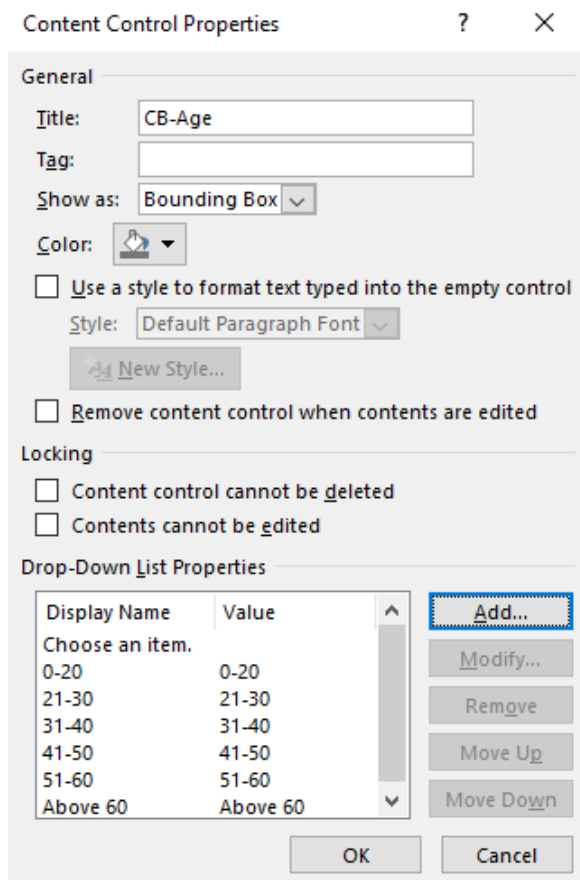 Content Control Properties ? ×
General
Title: CB-Age
Tag:
Show as: Bounding Box
Color:
Use a style to format text typed into the empty control
Style: Default Paragraph Font
New Style...
Remove content control when contents are edited
Locking
Content control cannot be deleted
Contents cannot be edited
Drop-Down List Properties
Display Name Value Add...
Choose an item.
0-20 0-20 Modify...
21-30 21-30 Remove
31-40 31-40
41-50 41-50 Move Up
51-60 51-60
Above 60 Above 60 Move Down
OK Cancel